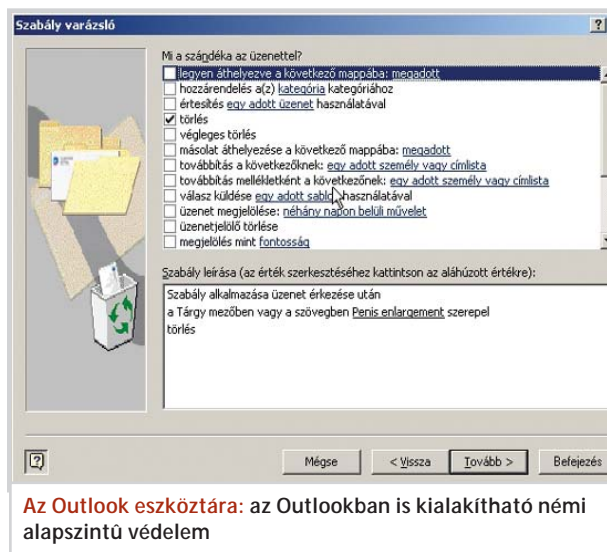 Szabály varázsló
Mi a szándéka az üzenettel?
legyen áthelyezve a következő mappába: megadott
hozzárendelés a(z) kategória kategóriához
értesítés egy adott üzenet használatával
törlés
végleges törlés
másolat áthelyezése a következő mappába: megadott
továbbítás a következőknek: egy adott személy vagy címlista
továbbítás mellékletként a következőnek: egy adott személy vagy címlista
válasz küldése egy adott sablon használatával
üzenet megjelölése: néhány napon belüli művelet
üzenetjelölő törlése
megjelölés mint fontosság
Szabály leírása (az érték szerkesztéséhez kattintson az aláhúzott értékre):
Szabály alkalmazása üzenet érkezése után
a Tárgy mezőben vagy a szövegben Penis enlargement szerepel
törlés
Mégse
< Vissza
Tovább >
Befejezés
Az Outlook eszköztára: az Outlookban is kialakítható némi
alapszintû védelem